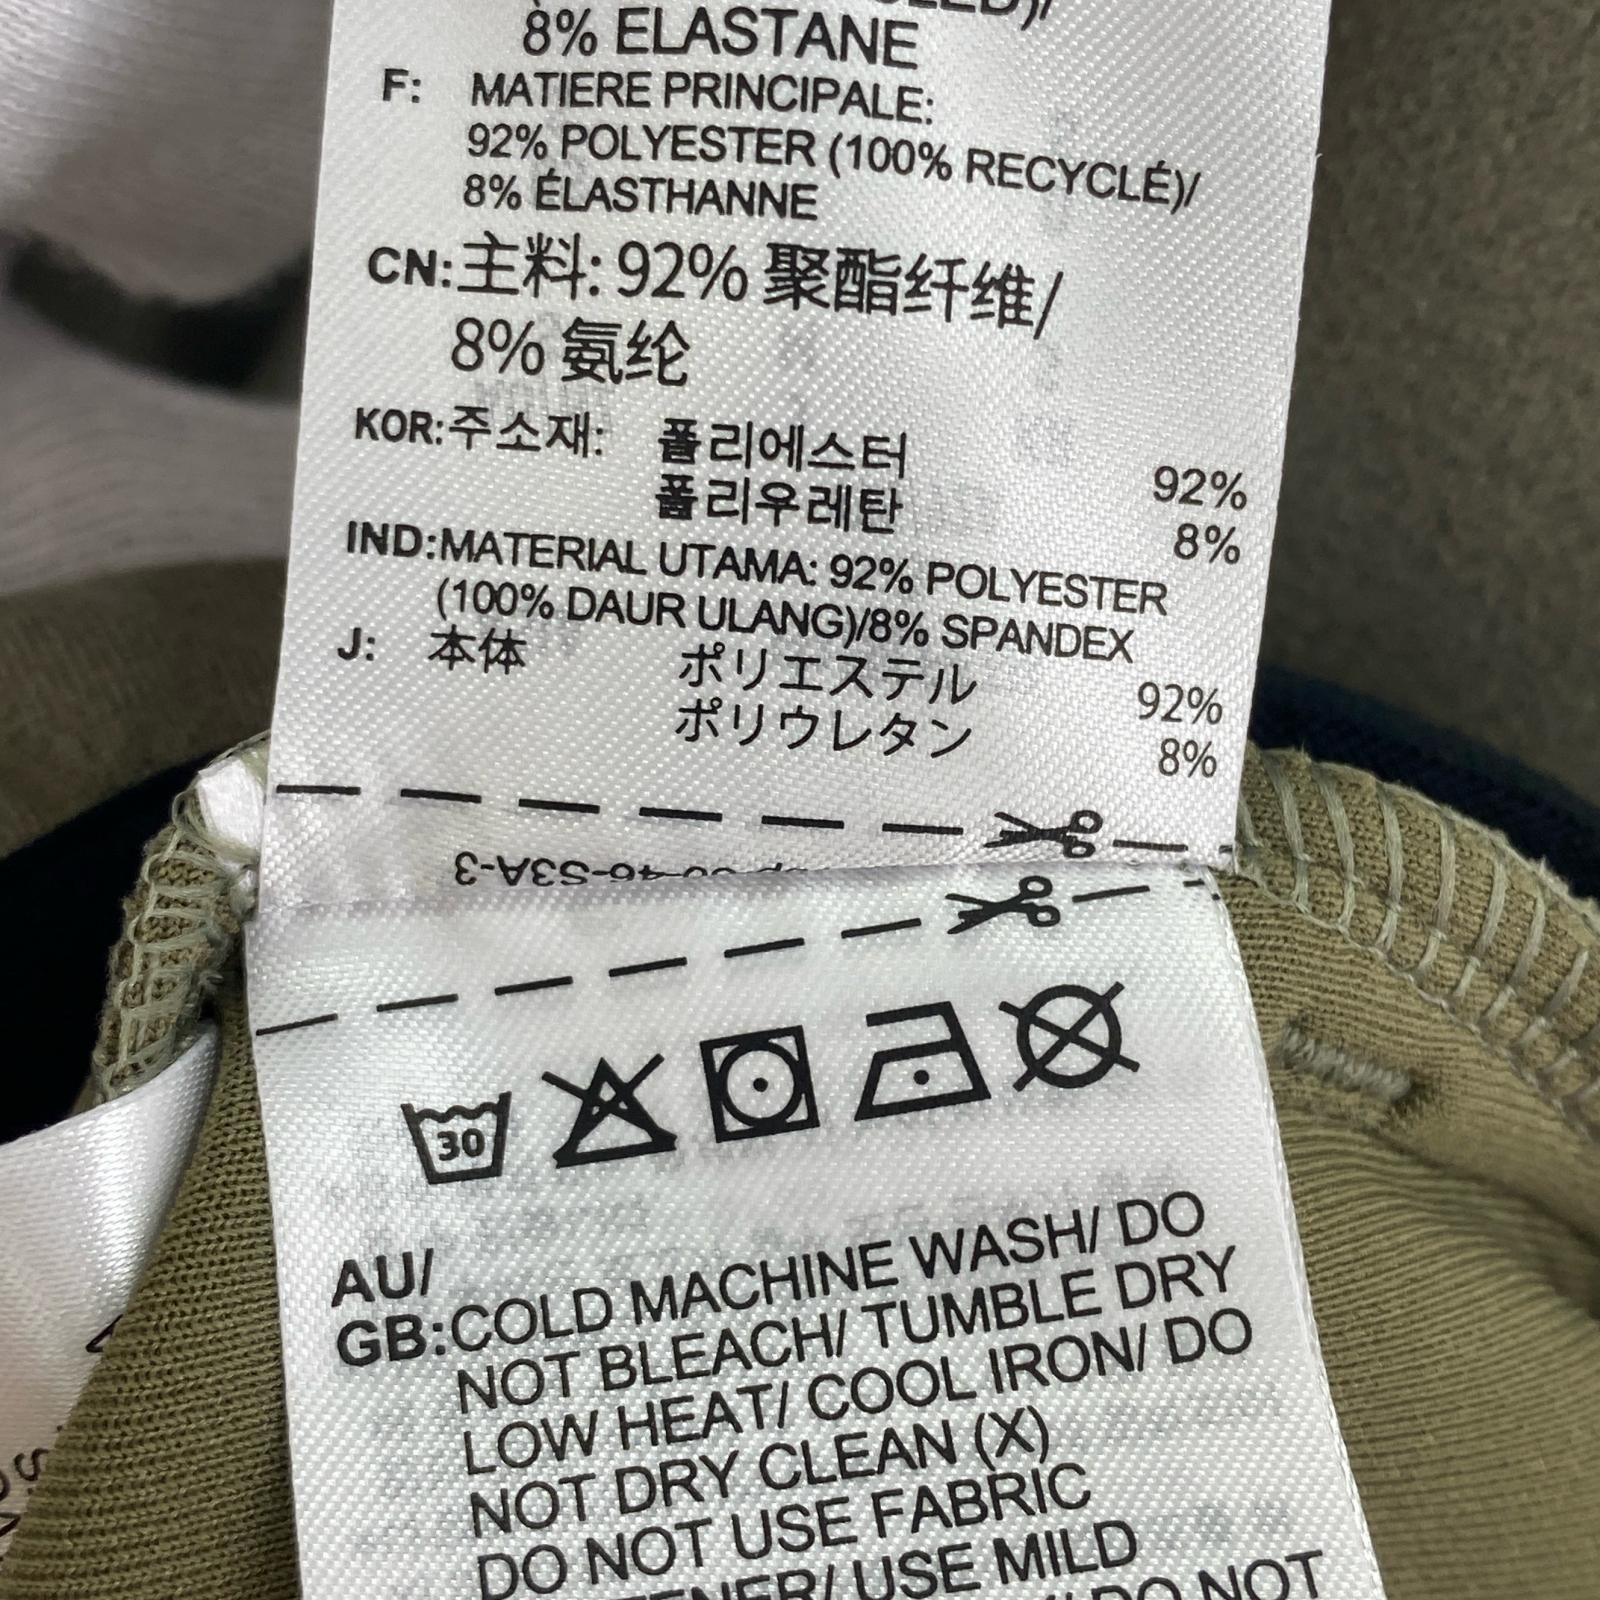 8% ELASTANE
F: MATIERE PRINCIPALE:
92% POLYESTER (100% RECYCLÉ)/
8% ÉLASTHANNE
CN:主料: 92% 聚酯纤维/
8% 氨纶
KOR:주소재: 폴리에스터 92%
폴리우레탄 8%
IND:MATERIAL UTAMA: 92% POLYESTER
(100% DAUR ULANG)/8% SPANDEX
J: 本体 ポリエステル 92%
ポリウレタン 8%
30
AU/
GB:COLD MACHINE WASH/ DO
NOT BLEACH/ TUMBLE DRY
LOW HEAT/ COOL IRON/ DO
NOT DRY CLEAN (X)
DO NOT USE FABRIC
USE MILD
DO NOT